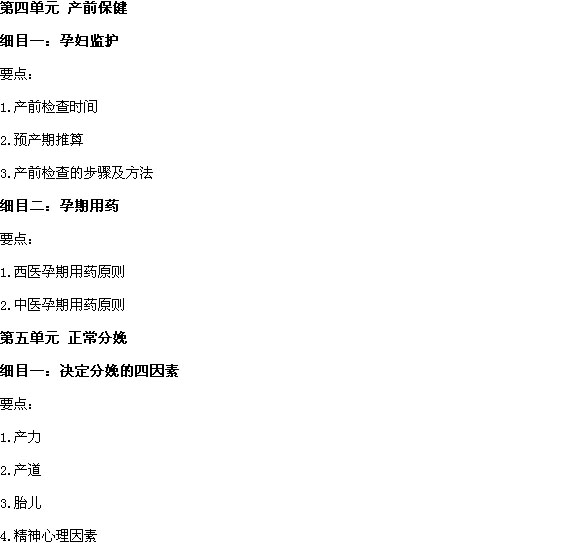 第四单元 产前保健
细目一：孕妇监护
要点：
1.产前检查时间
2.预产期推算
3.产前检查的步骤及方法
细目二：孕期用药
要点：
1.西医孕期用药原则
2.中医孕期用药原则
第五单元 正常分娩
细目一：决定分娩的四因素
要点：
1.产力
2.产道
3.胎儿
4.精神心理因素